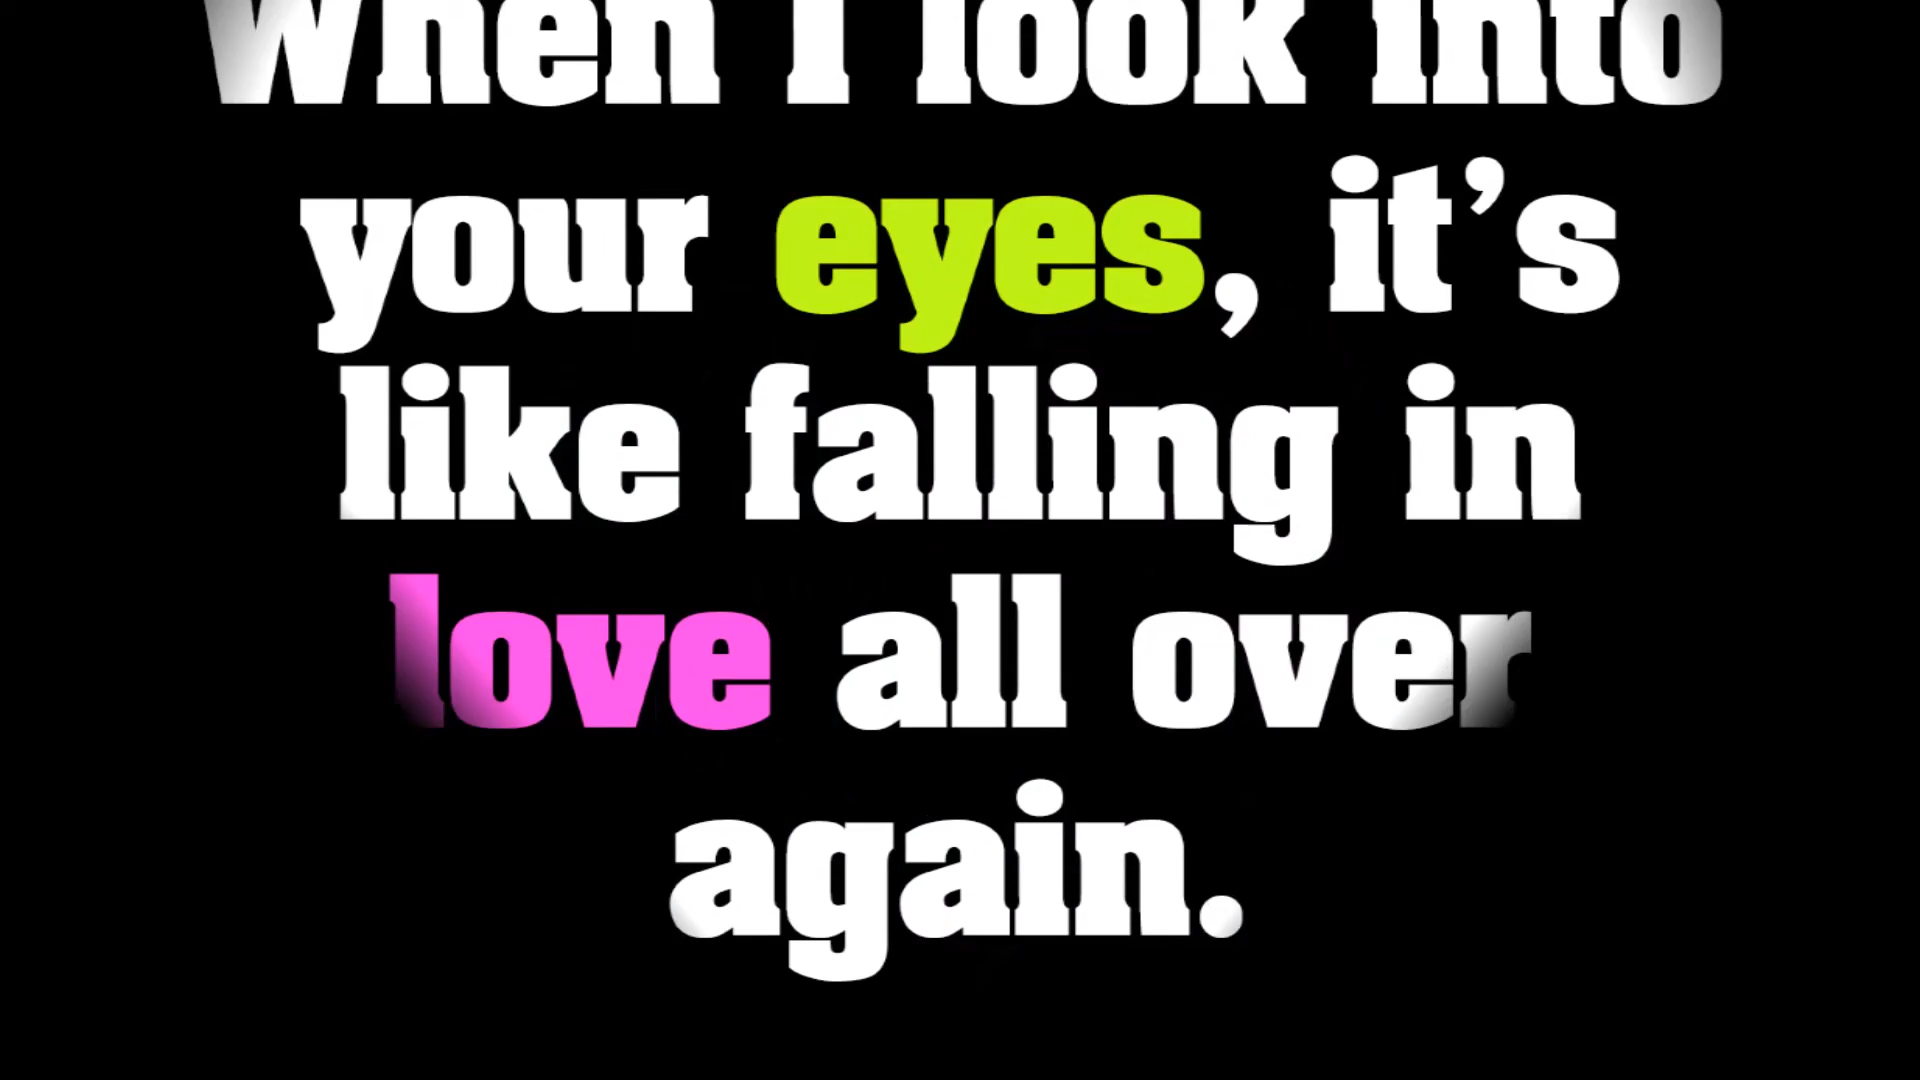 When I look into
your eyes, it’s
like falling in
love all over
again.